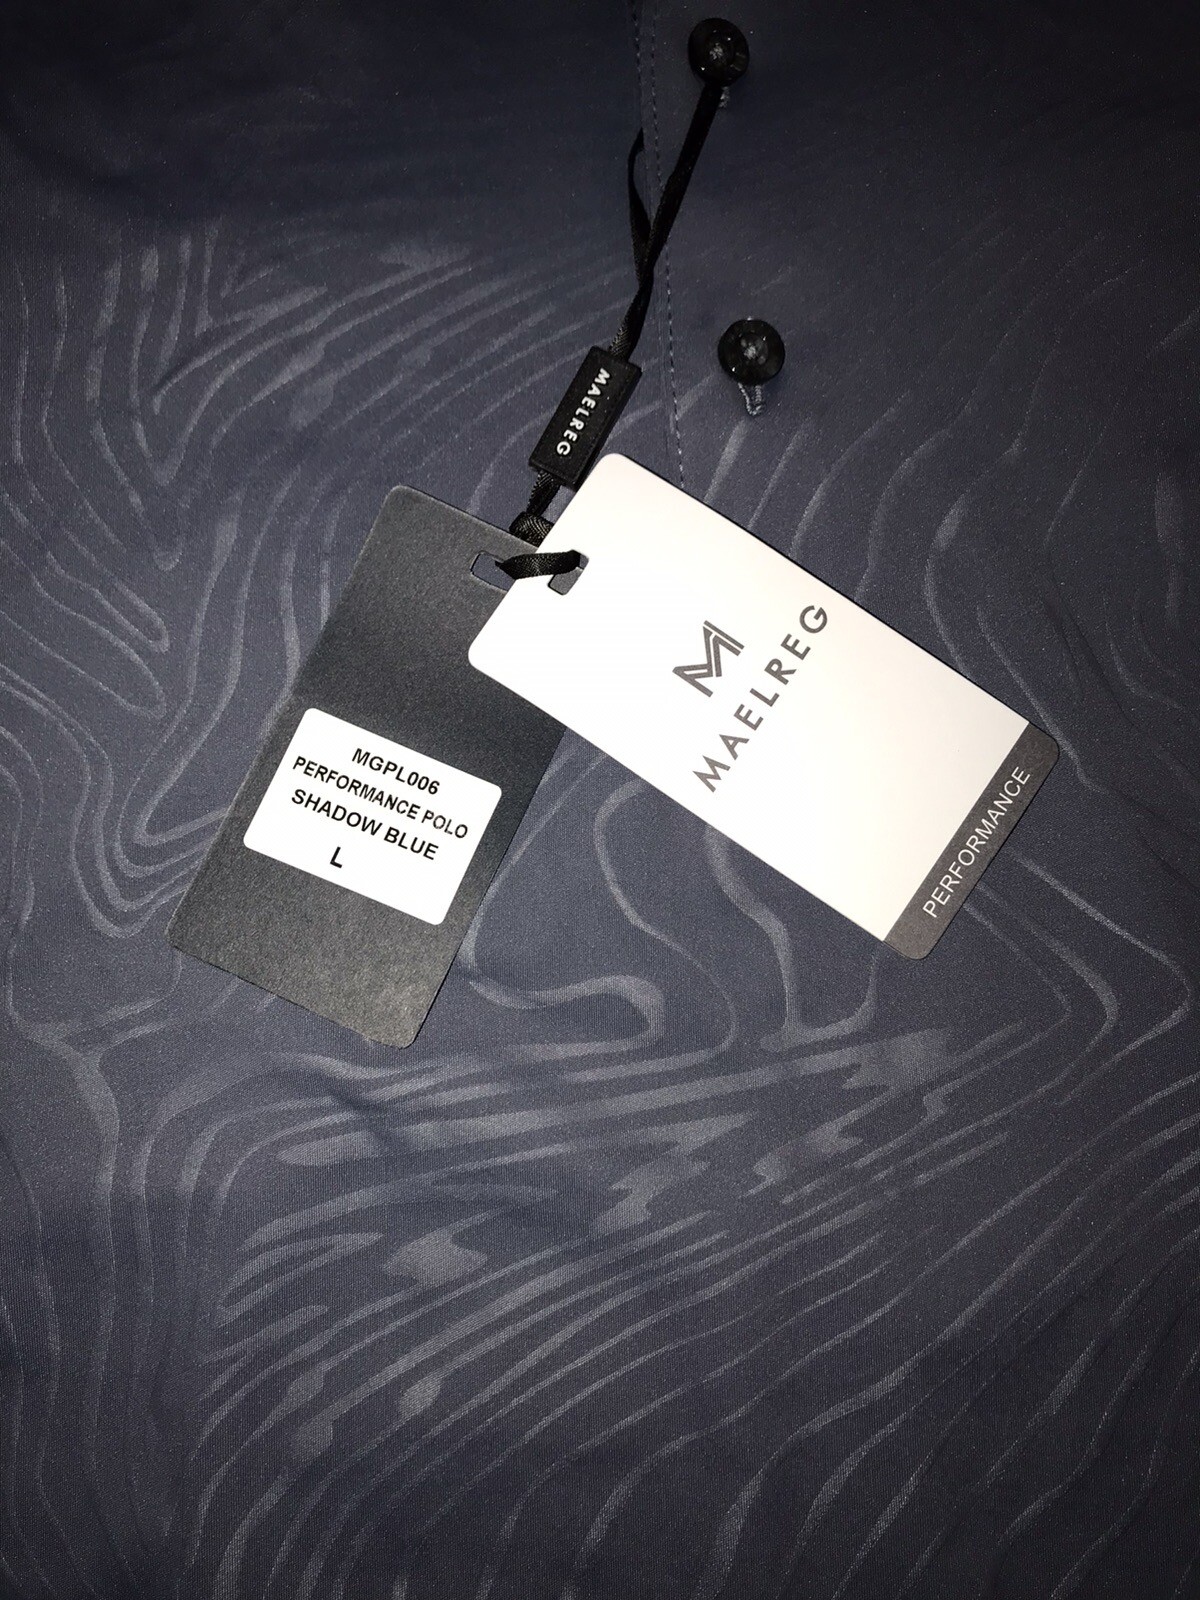 MAELREG
MAELREG
PERFORMANCE
MGPL006
PERFORMANCE POLO
SHADOW BLUE
L